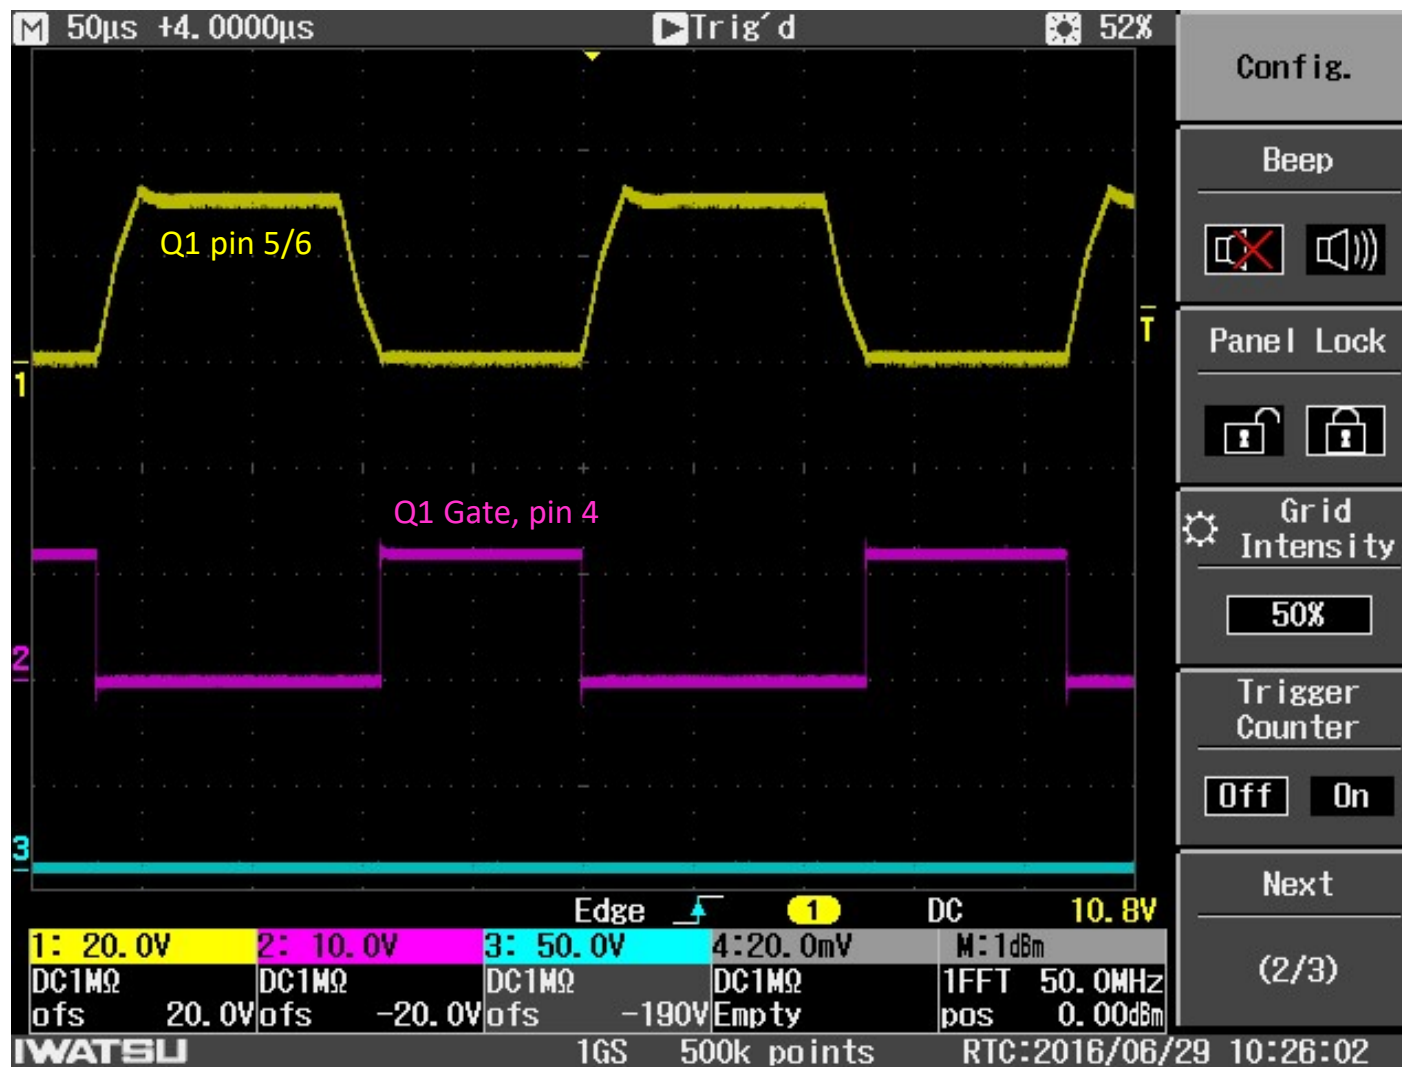 M 50μs +4.0000μs Trig'd 52%
Config.
Beep
Q1 pin 5/6
T
Panel Lock
1
Q1 Gate, pin 4
Grid
Intensity
50%
2
Trigger
Counter
Off On
3
Next
Edge 1 DC 10.8V
(2/3)
1: 20.0V 2: 10.0V 3: 50.0V 4:20.0mV M:1dBm
DC1MΩ DC1MΩ DC1MΩ DC1MΩ 1FFT 50.0MHz
ofs 20.0V ofs -20.0V ofs -190V Empty pos 0.00dBm
IWATSU 1GS 500k points RTC:2016/06/29 10:26:02